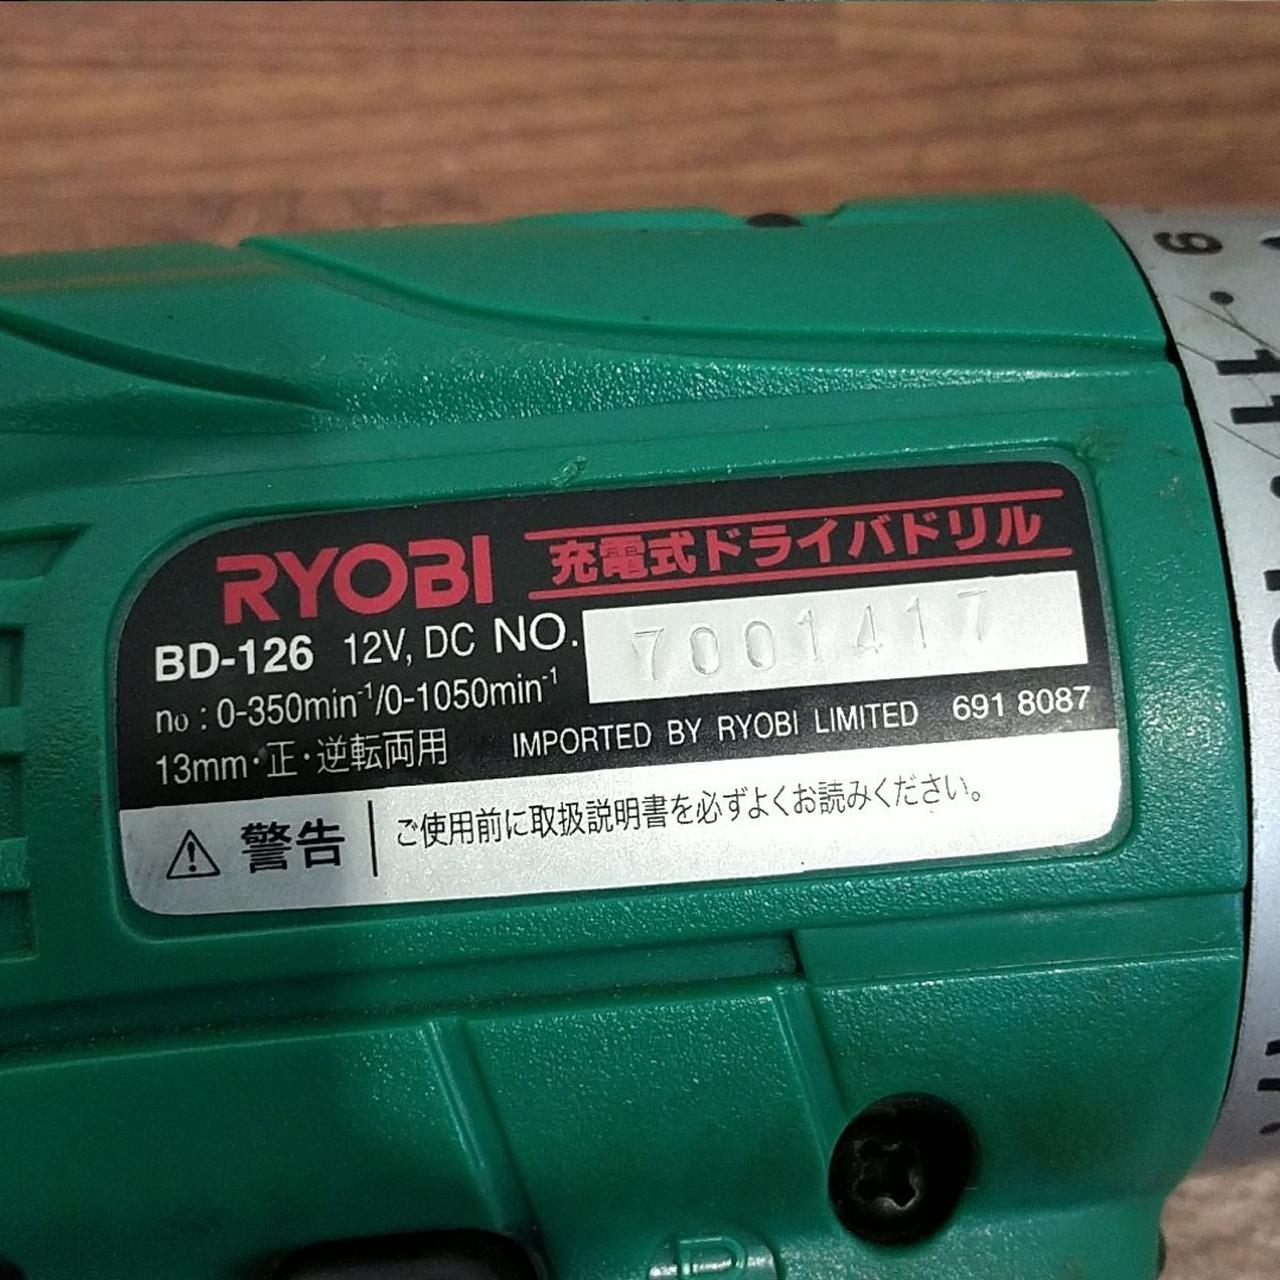 RYOBI 充電式ドライバドリル
BD-126 12V, DC NO. 7001417
no : 0-350min-1/0-1050min-1
13mm・正・逆転両用 IMPORTED BY RYOBI LIMITED 691 8087
警告 ご使用前に取扱説明書を必ずよくお読みください。
9
11